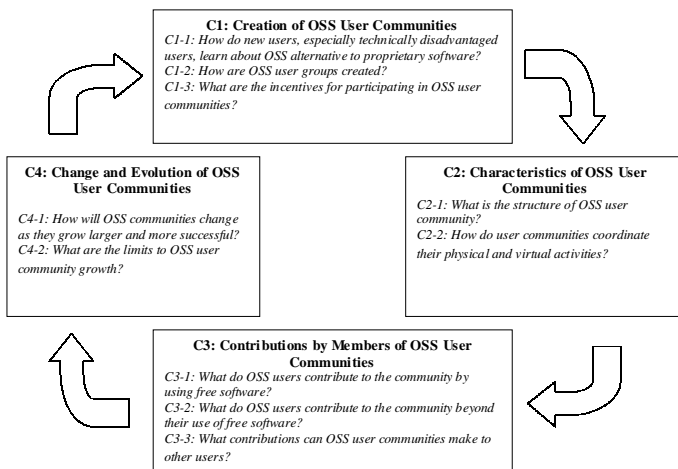 C1: Creation of OSS User Communities
C1-1: How do new users, especially technically disadvantaged
users, learn about OSS alternative to proprietary software?
C1-2: How are OSS user groups created?
C1-3: What are the incentives for participating in OSS user
communities?
C4: Change and Evolution of OSS
User Communities
C4-1: How will OSS communities change
as they grow larger and more successful?
C4-2: What are the limits to OSS user
community growth?
C2: Characteristics of OSS User
Communities
C2-1: What is the structure of OSS user
community?
C2-2: How do user communities coordinate
their physical and virtual activities?
C3: Contributions by Members of OSS User
Communities
C3-1: What do OSS users contribute to the community by
using free software?
C3-2: What do OSS users contribute to the community beyond
their use of free software?
C3-3: What contributions can OSS user communities make to
other users?